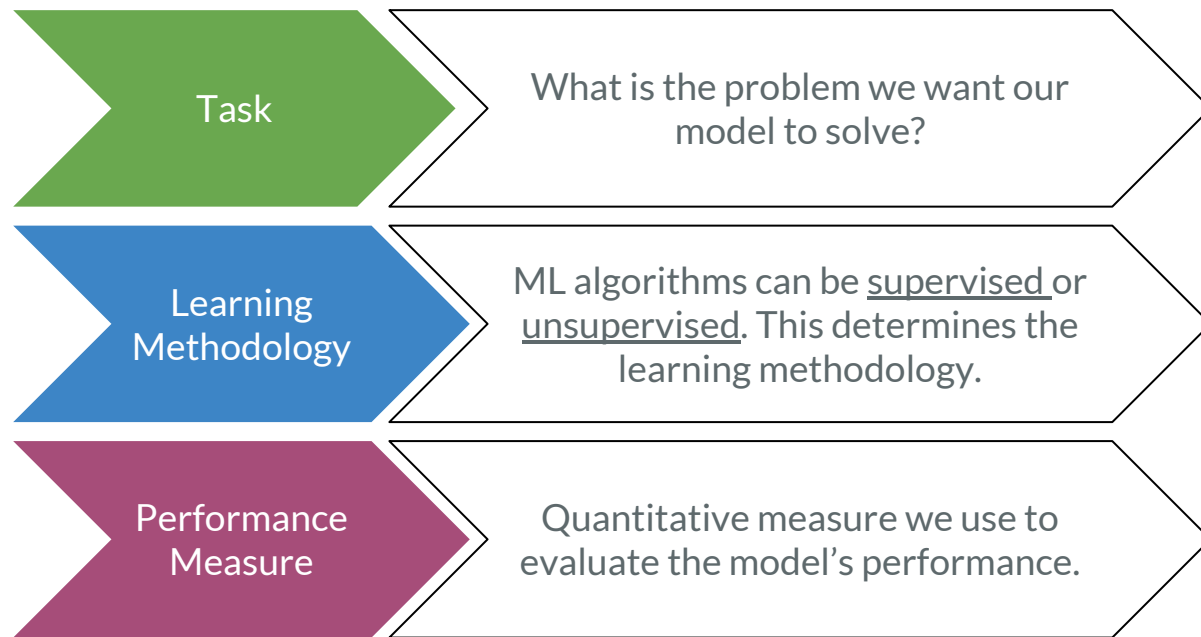 Task
What is the problem we want our
model to solve?
Learning
Methodology
ML algorithms can be supervised or
unsupervised. This determines the
learning methodology.
Performance
Measure
Quantitative measure we use to
evaluate the model’s performance.